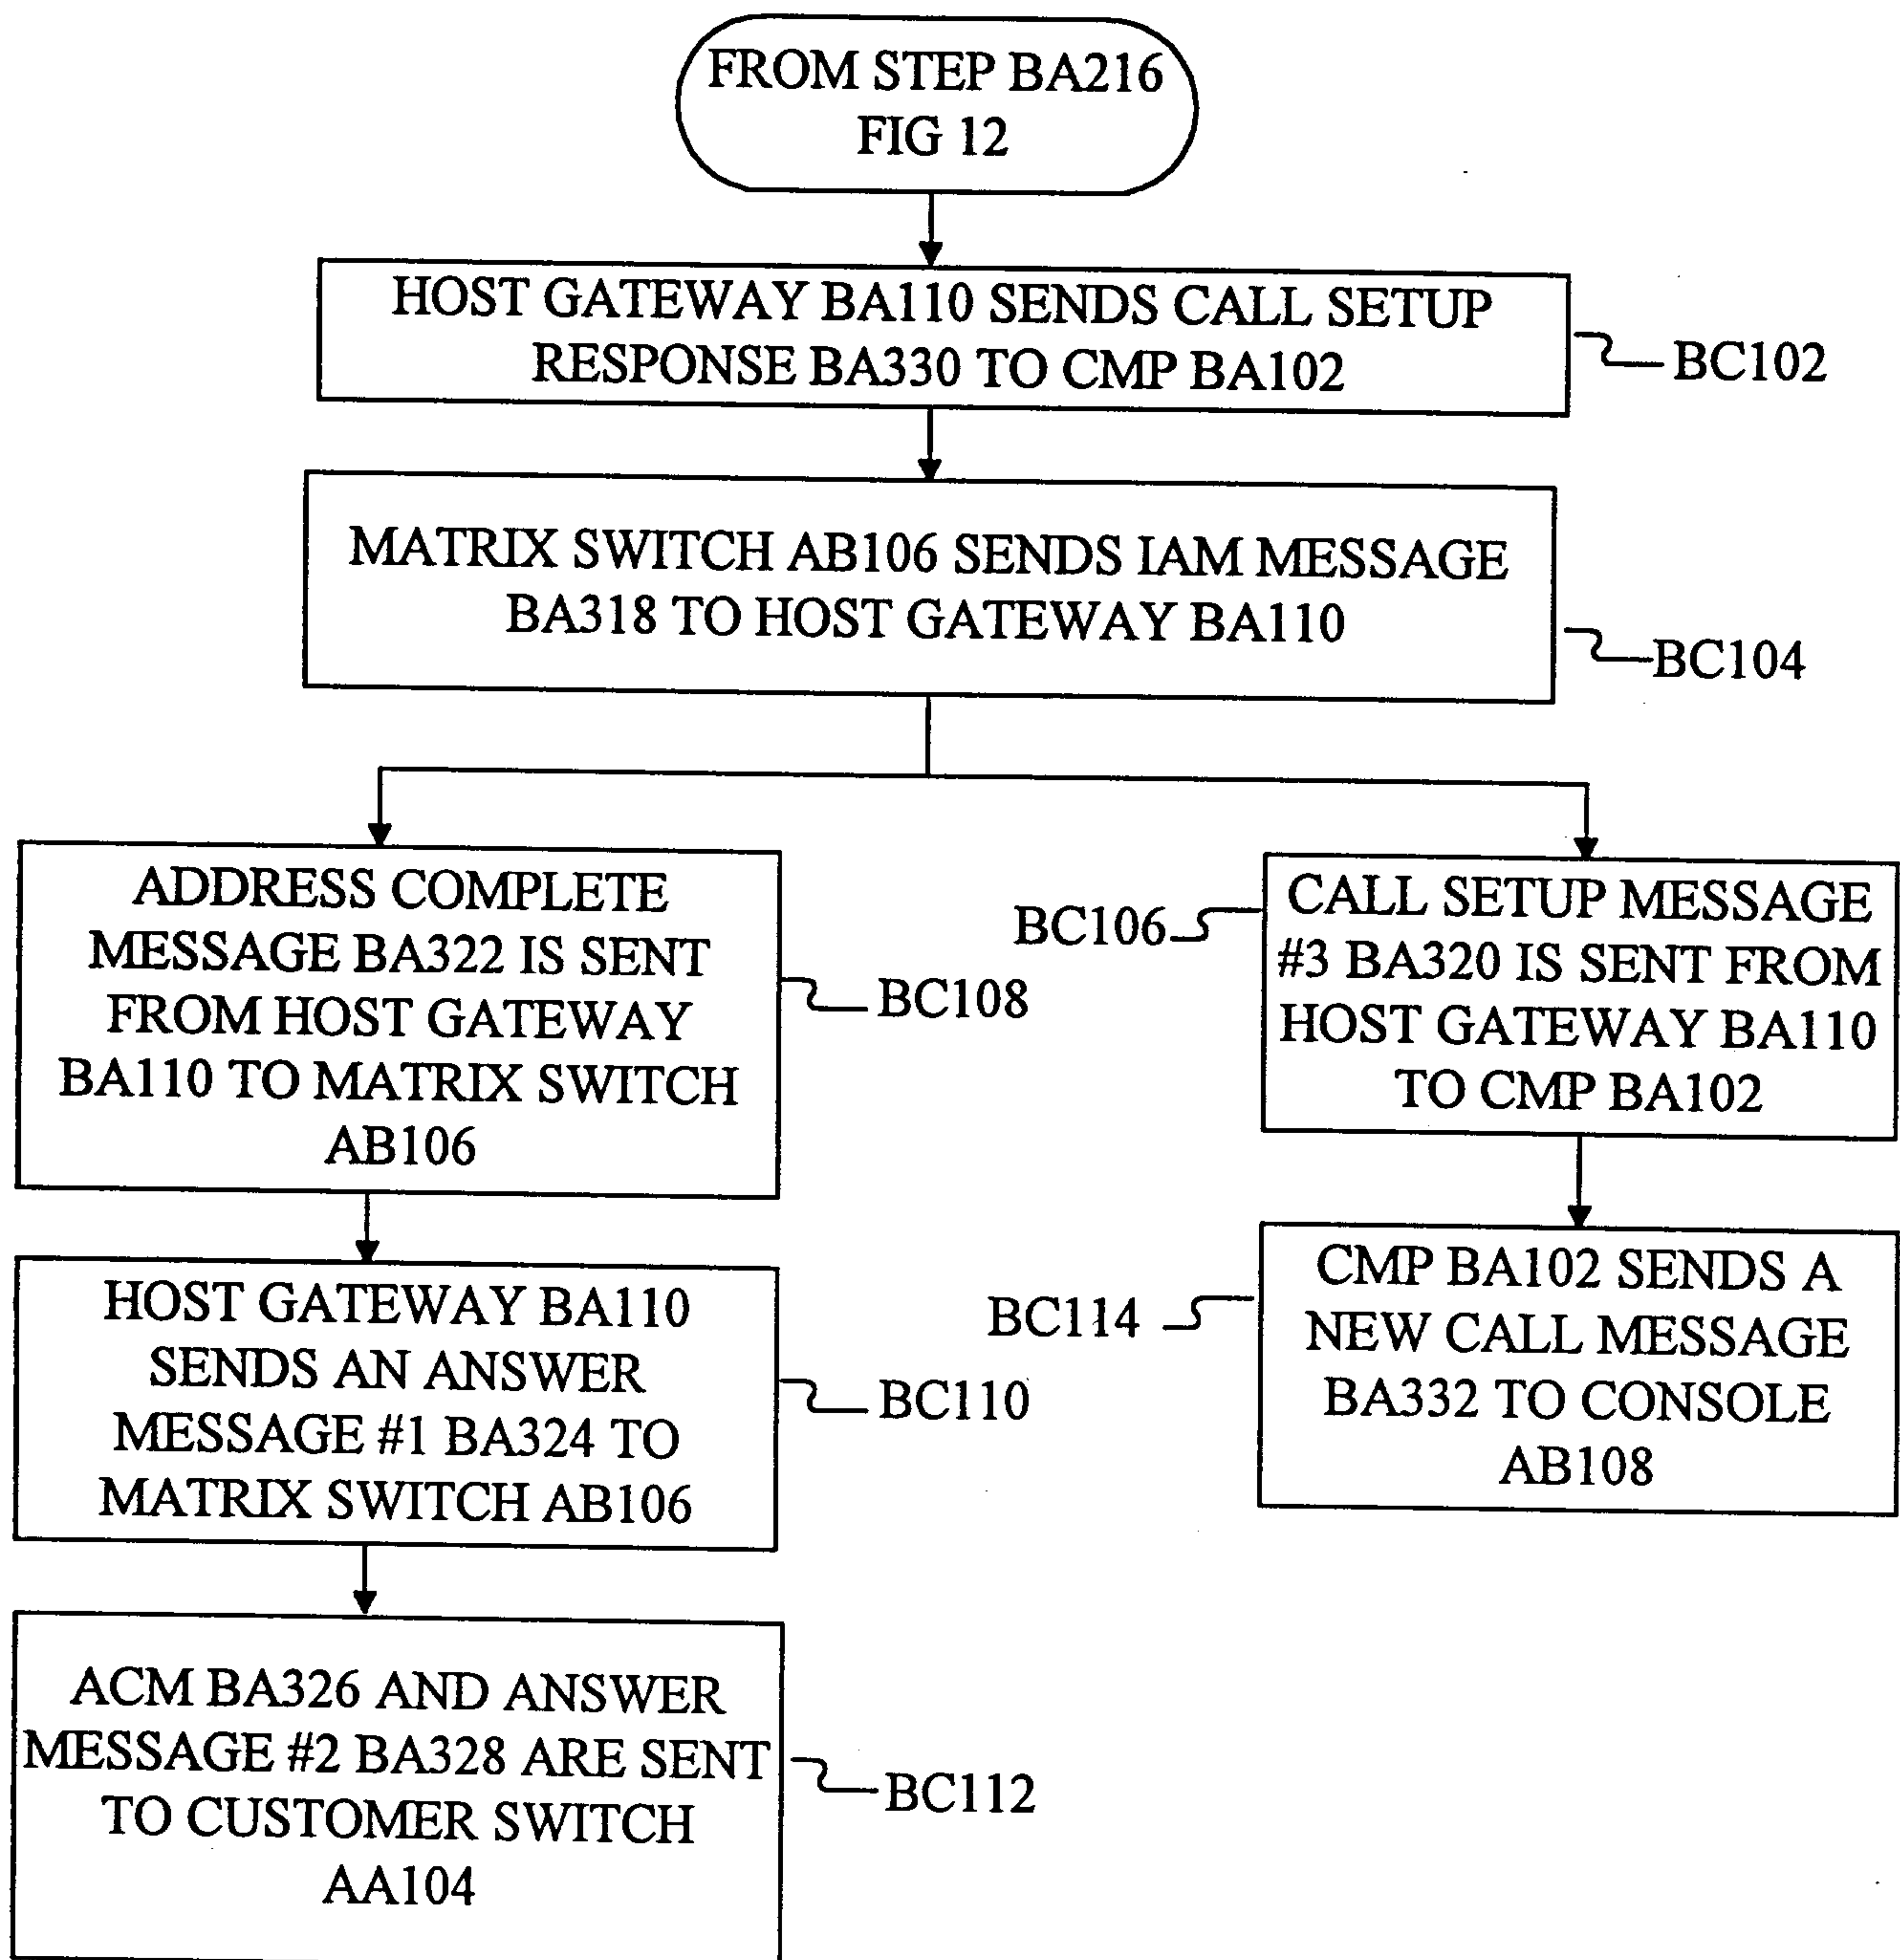 FROM STEP BA216
FIG 12
HOST GATEWAY BA110 SENDS CALL SETUP
RESPONSE BA330 TO CMP BA102
BC102
MATRIX SWITCH AB106 SENDS IAM MESSAGE
BA318 TO HOST GATEWAY BA110
BC104
ADDRESS COMPLETE
MESSAGE BA322 IS SENT
FROM HOST GATEWAY
BA110 TO MATRIX SWITCH
AB106
BC108
BC106
CALL SETUP MESSAGE
#3 BA320 IS SENT FROM
HOST GATEWAY BA110
TO CMP BA102
HOST GATEWAY BA110
SENDS AN ANSWER
MESSAGE #1 BA324 TO
MATRIX SWITCH AB106
BC110
BC114
CMP BA102 SENDS A
NEW CALL MESSAGE
BA332 TO CONSOLE
AB108
ACM BA326 AND ANSWER
MESSAGE #2 BA328 ARE SENT
TO CUSTOMER SWITCH
AA104
BC112